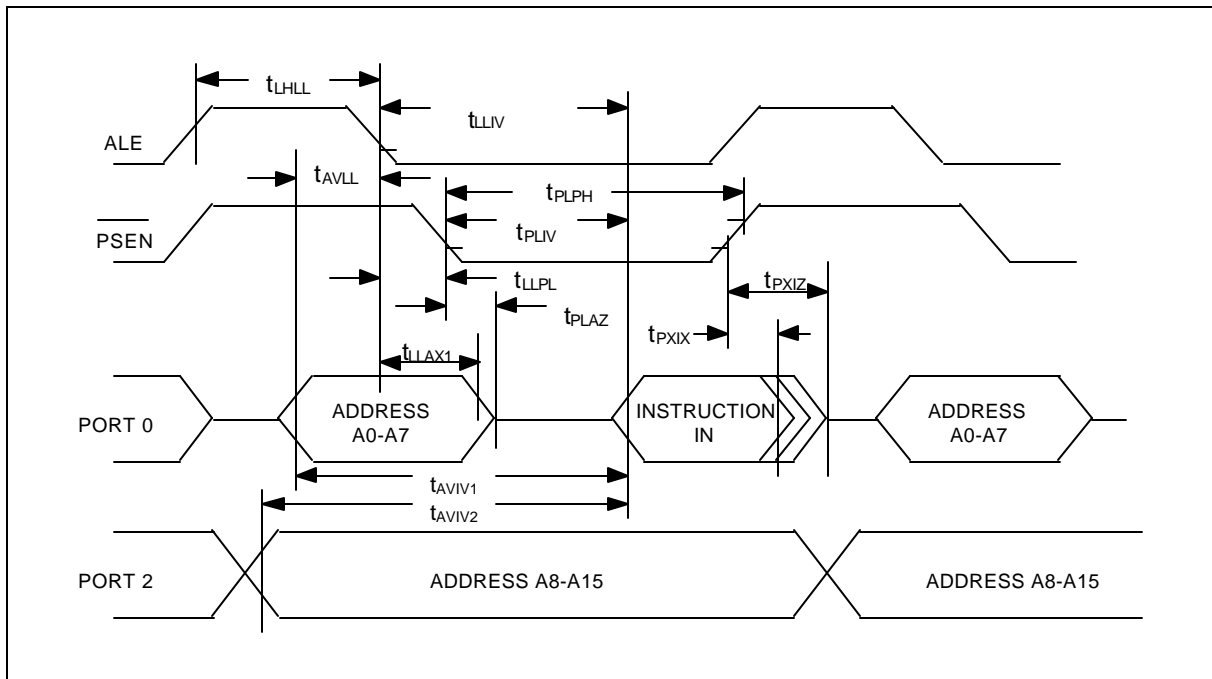 tLHLL
tLLIV
ALE
tAVLL
tPLPH
PSEN
tPLIV
tLLPL
tPXIZ
tPLAZ
tPXIX
tLLAX1
PORT 0
ADDRESS
A0-A7
INSTRUCTION
IN
ADDRESS
A0-A7
tAVIV1
tAVIV2
PORT 2
ADDRESS A8-A15
ADDRESS A8-A15